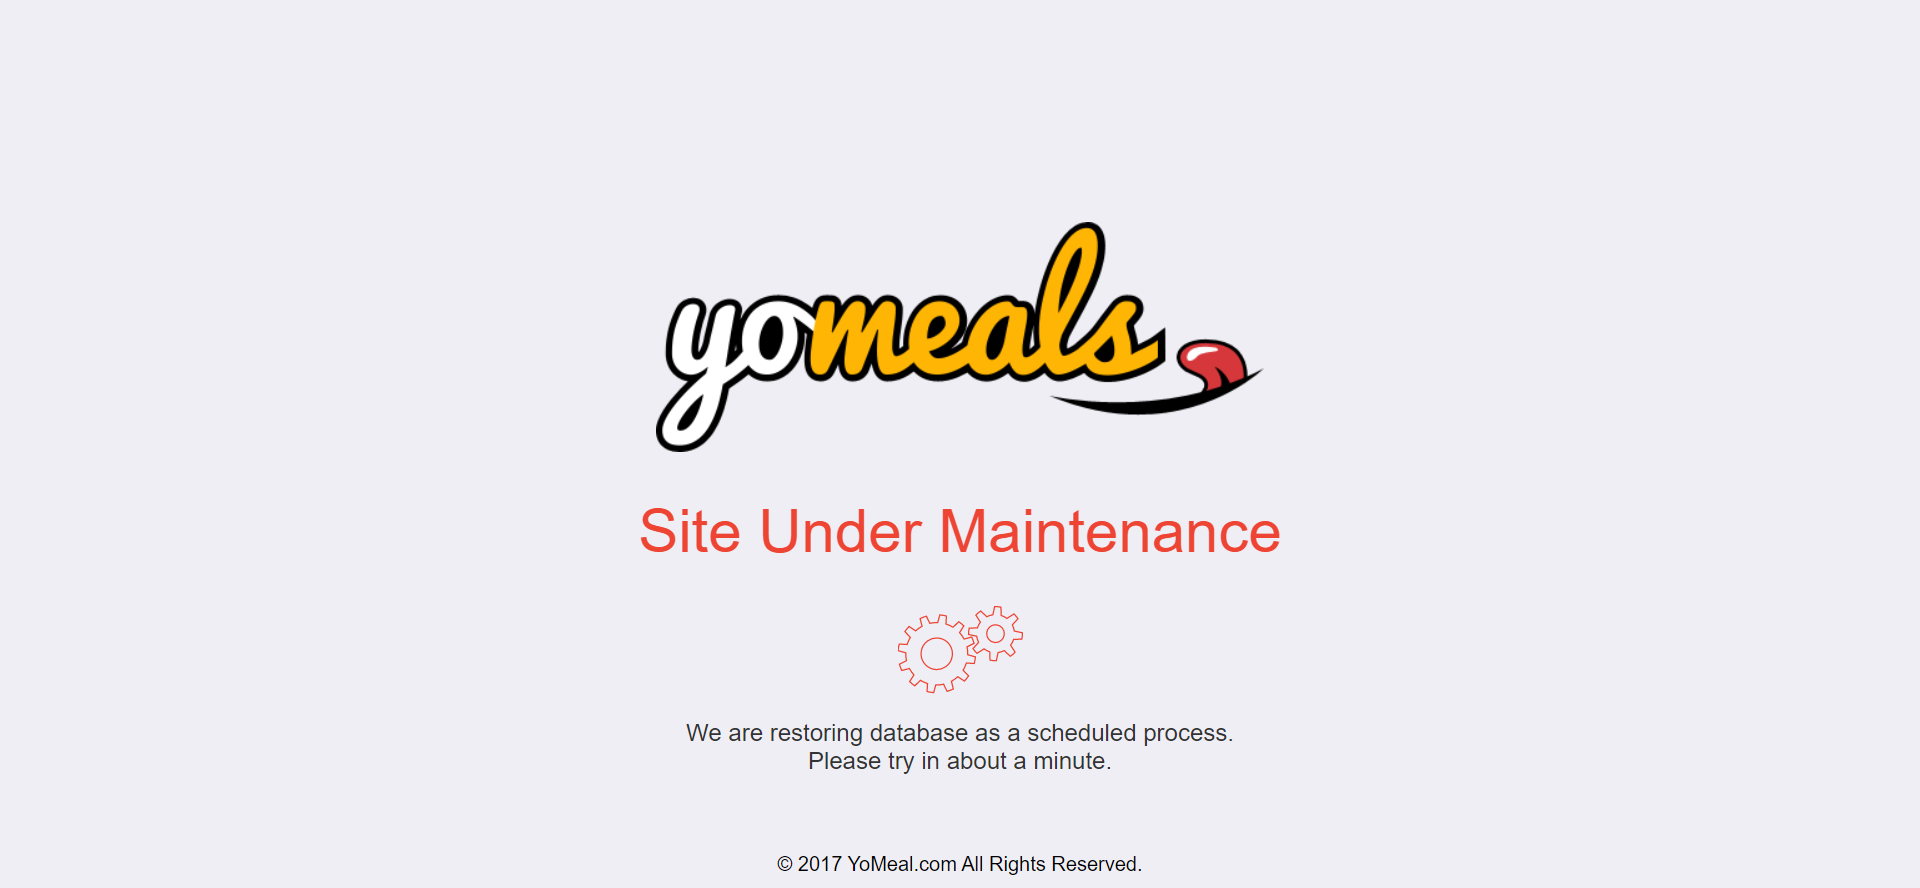 yomeals
Site Under Maintenance
We are restoring database as a scheduled process.
Please try in about a minute.
© 2017 YoMeal.com All Rights Reserved.